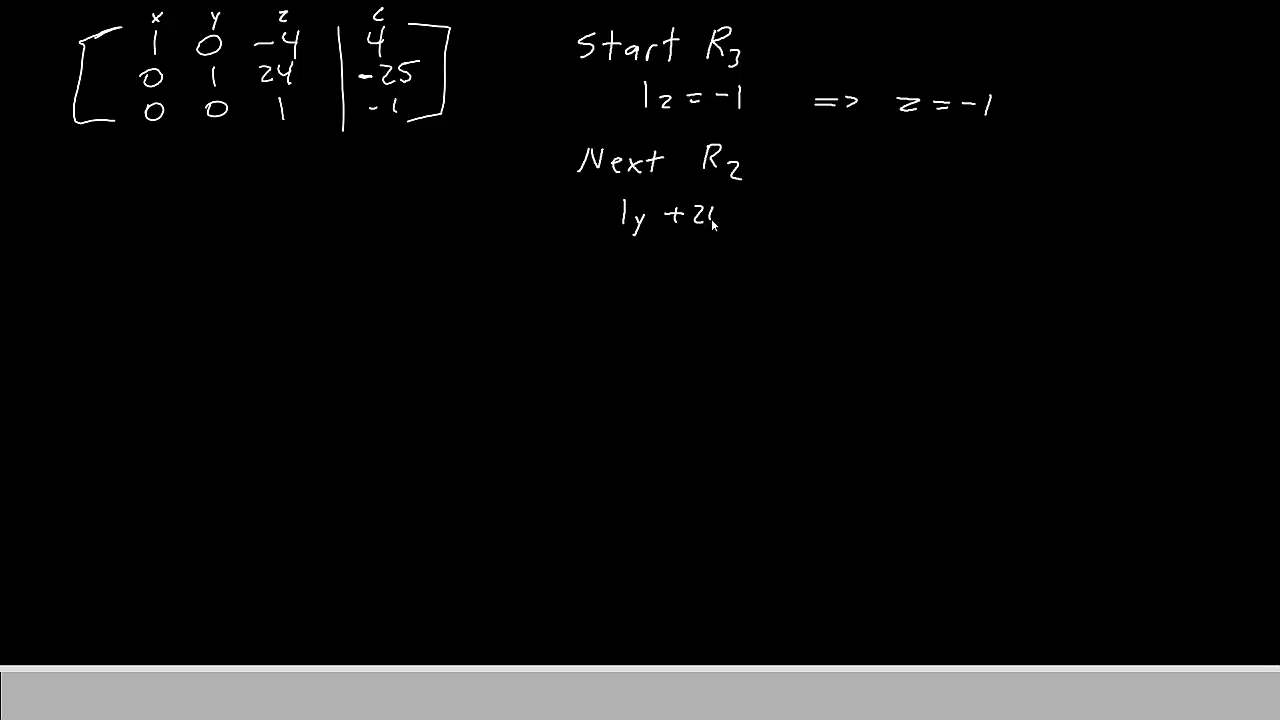 x y z c
1 0 -4 | 4
0 1 24 | -25
0 0 1 | -1
Start R3
1z = -1 => z = -1
Next R2
1y + 2